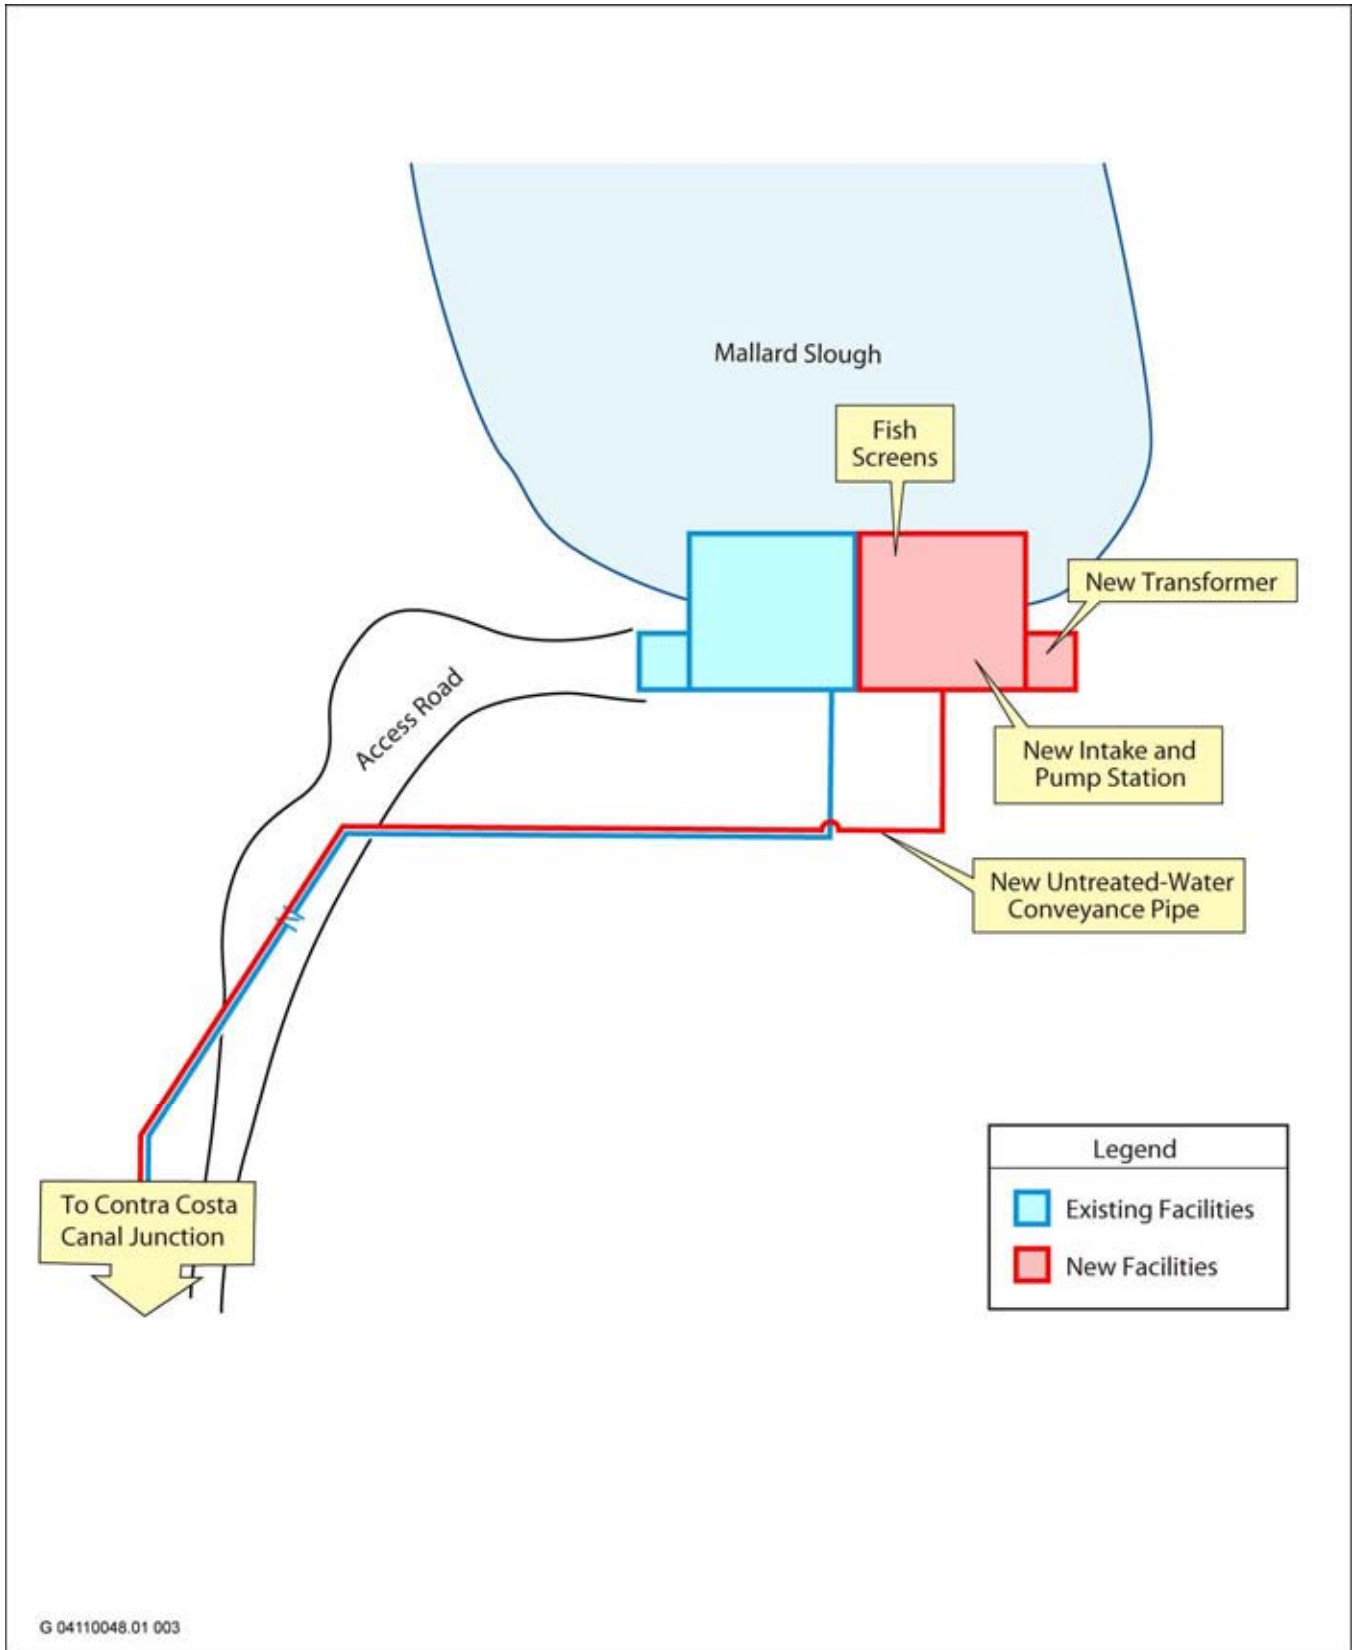 Mallard Slough
Fish
Screens
New Transformer
Access Road
New Intake and
Pump Station
New Untreated-Water
Conveyance Pipe
To Contra Costa
Canal Junction
Legend
Existing Facilities
New Facilities
G 04110048.01 003